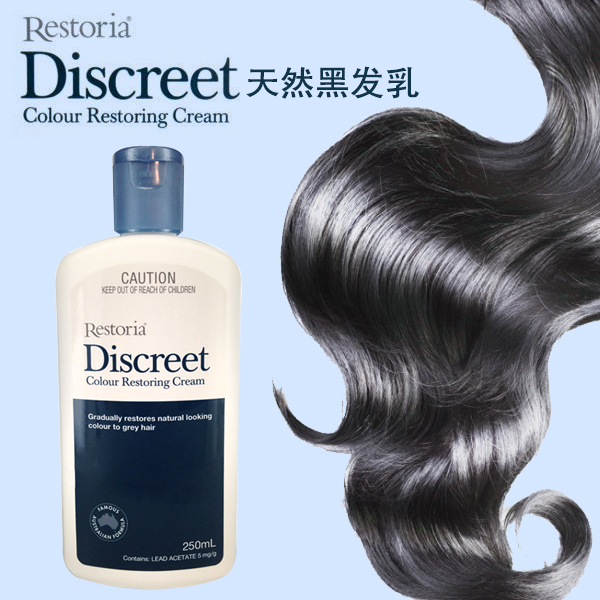 Restoria®
Discreet 天然黑发乳
Colour Restoring Cream
CAUTION
KEEP OUT OF REACH OF CHILDREN
Restoria®
Discreet
Colour Restoring Cream
Gradually restores natural looking
colour to grey hair
FAMOUS
AUSTRALIAN FORMULA
250mL
Contains: LEAD ACETATE 5 mg/g